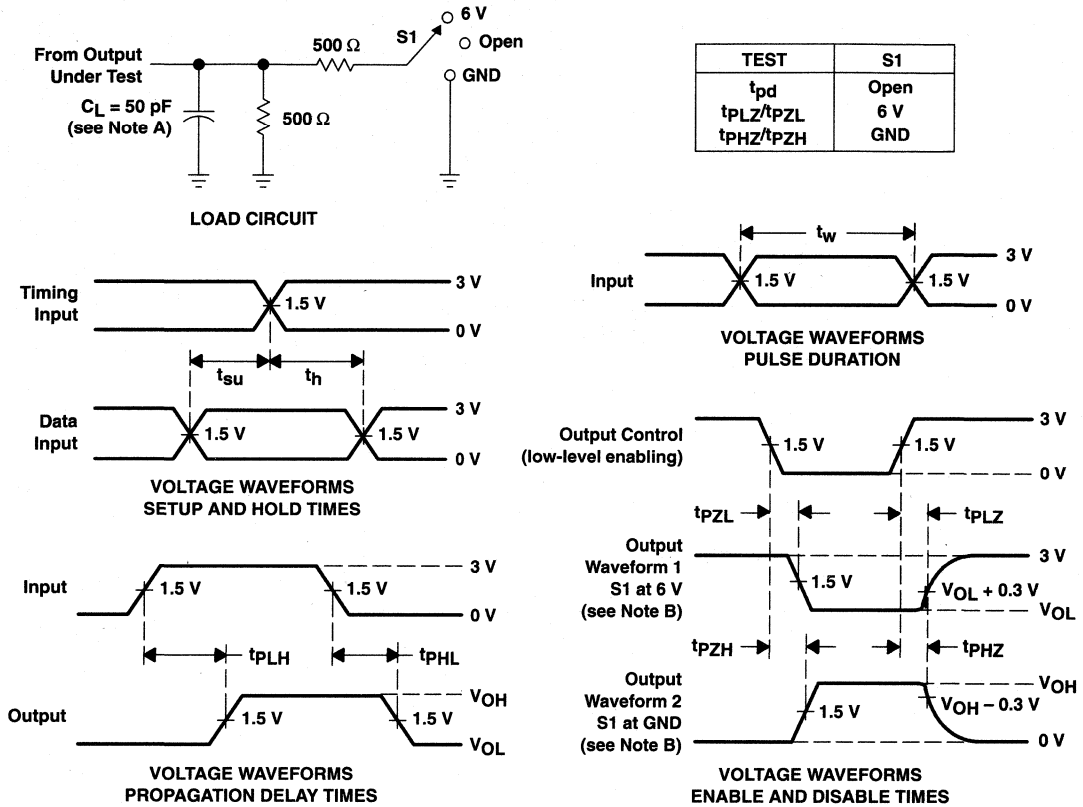 From Output
Under Test
CL = 50 pF
(see Note A)
500 Ω
500 Ω
S1
6 V
Open
GND
LOAD CIRCUIT
TEST S1
tpd Open
tPLZ/tPZL 6 V
tPHZ/tPZH GND
Timing
Input
3 V
1.5 V
0 V
tsu
th
Data
Input
3 V
1.5 V
1.5 V
0 V
VOLTAGE WAVEFORMS
SETUP AND HOLD TIMES
tw
Input
3 V
1.5 V
1.5 V
0 V
VOLTAGE WAVEFORMS
PULSE DURATION
Input
3 V
1.5 V
1.5 V
0 V
tPLH
tPHL
Output
VOH
1.5 V
1.5 V
VOL
VOLTAGE WAVEFORMS
PROPAGATION DELAY TIMES
Output Control
(low-level enabling)
3 V
1.5 V
1.5 V
0 V
tPZL
tPLZ
Output
Waveform 1
S1 at 6 V
(see Note B)
3 V
1.5 V
VOL + 0.3 V
VOL
tPZH
tPHZ
Output
Waveform 2
S1 at GND
(see Note B)
VOH
1.5 V
VOH − 0.3 V
0 V
VOLTAGE WAVEFORMS
ENABLE AND DISABLE TIMES